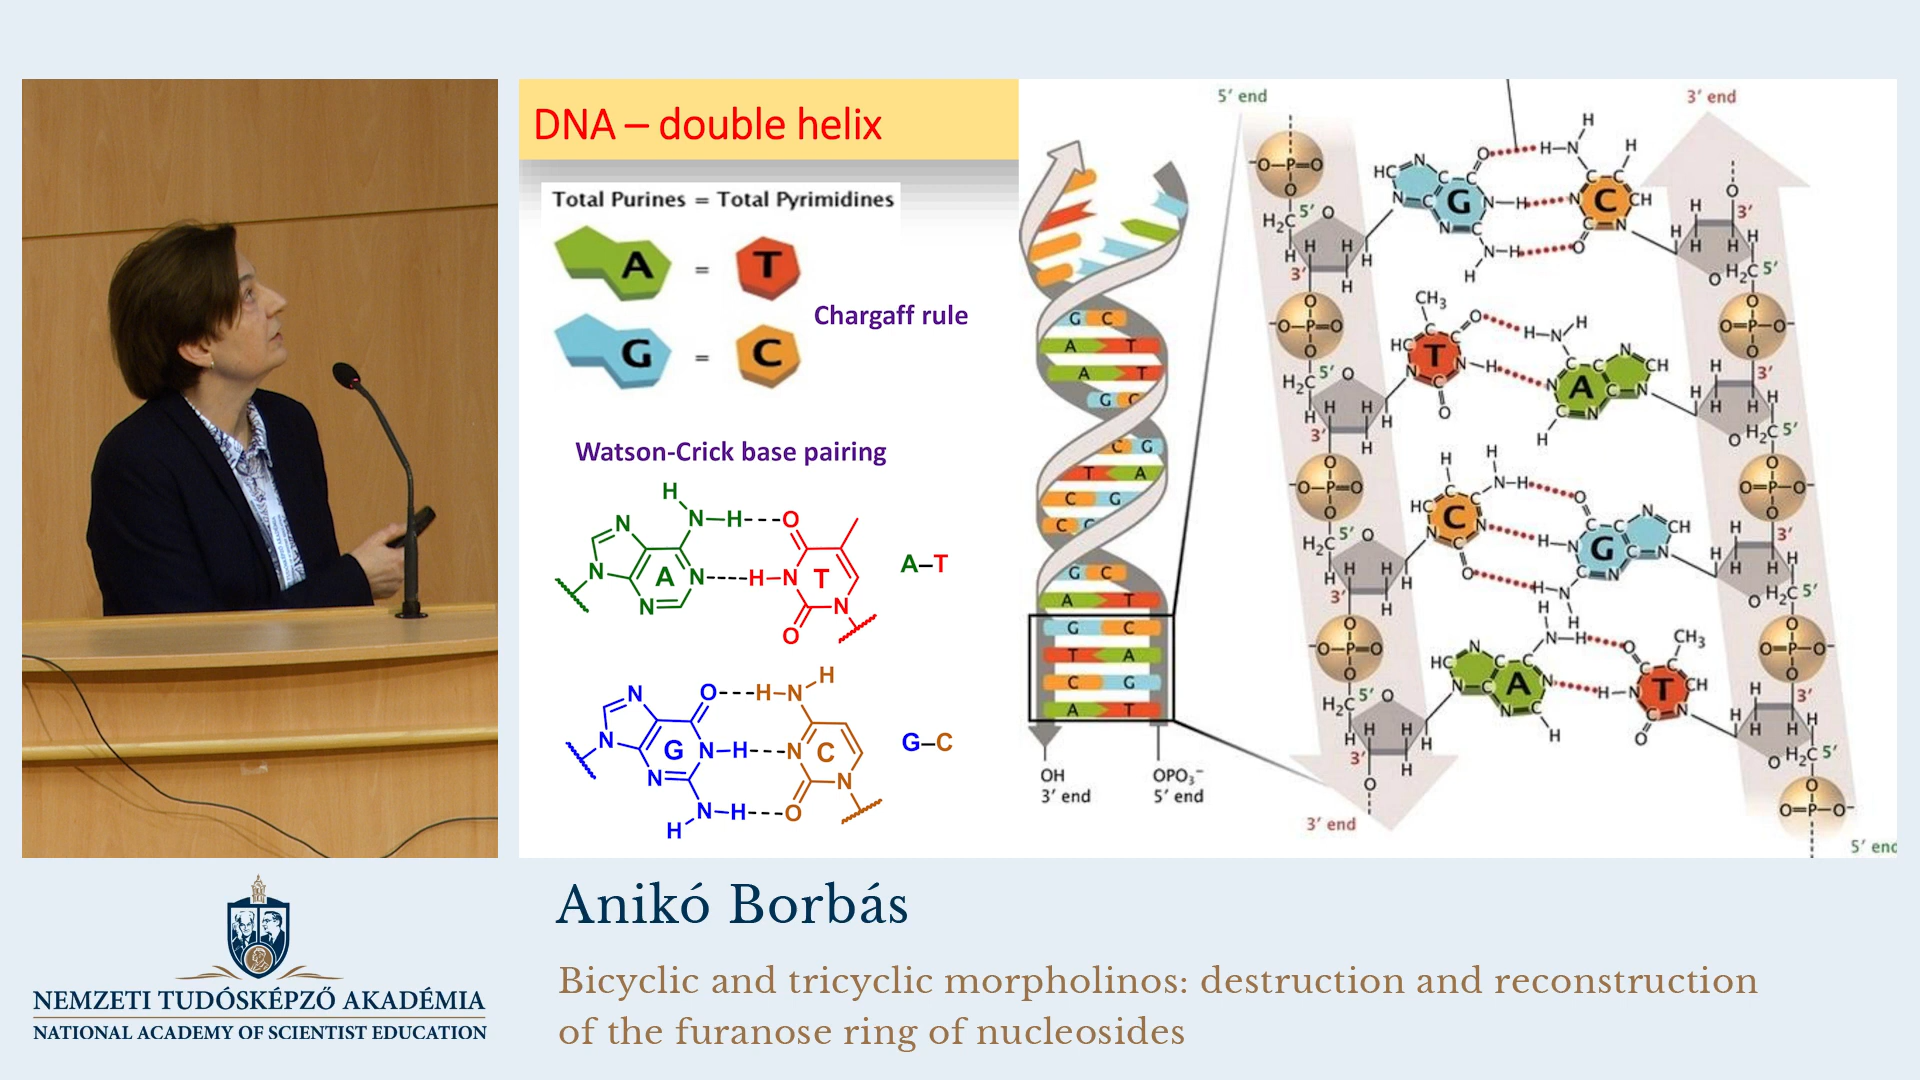 DNA – double helix
Total Purines = Total Pyrimidines
A = T
Chargaff rule
G = C
Watson-Crick base pairing
H
N N N–H---O
N A N----H–N T
N N
O
A–T
H
N O---H–N
N G N–H---N C
N N
N–H---O
H
G–C
G C
A T
A T
G C
C G
T A
C G
C
G C
A T
G C
T A
C G
A T
OH
3′ end
OPO₃⁻
5′ end
5′ end
3′ end
G C
T A
C G
A T
3′ end
5′ end
Anikó Borbás
Bicyclic and tricyclic morpholinos: destruction and reconstruction
of the furanose ring of nucleosides
NEMZETI TUDÓSKÉPZŐ AKADÉMIA
NATIONAL ACADEMY OF SCIENTIST EDUCATION